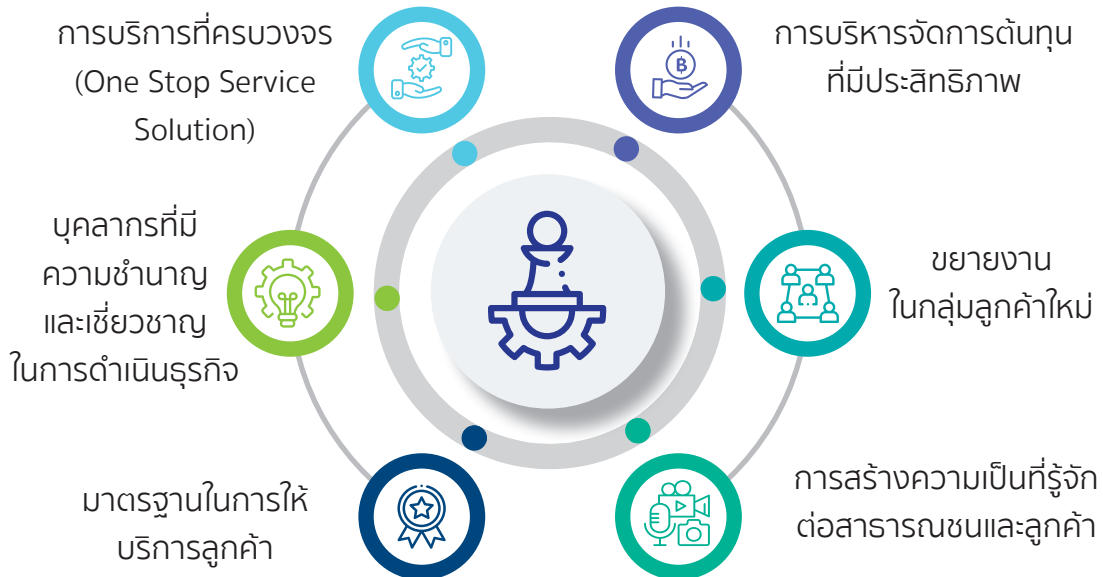 การบริการที่ครบวงจร
(One Stop Service
Solution)
การบริหารจัดการต้นทุน
ที่มีประสิทธิภาพ
บุคลากรที่มี
ความชำนาญ
และเชี่ยวชาญ
ในการดำเนินธุรกิจ
ขยายงาน
ในกลุ่มลูกค้าใหม่
มาตรฐานในการให้
บริการลูกค้า
การสร้างความเป็นที่รู้จัก
ต่อสาธารณชนและลูกค้า